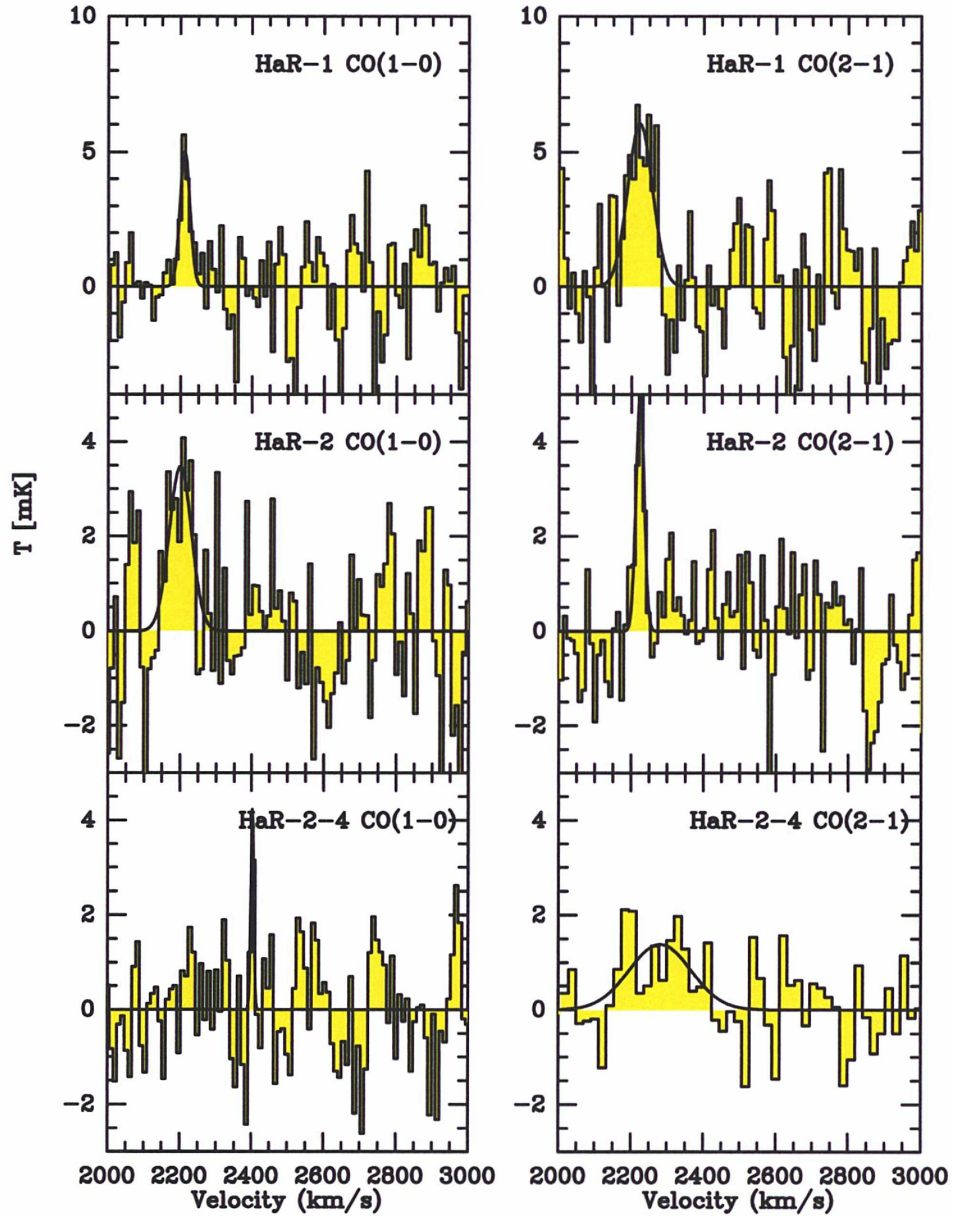 10
HaR-1 CO(1-0)
HaR-1 CO(2-1)
5
5
0
0
HaR-2 CO(1-0)
HaR-2 CO(2-1)
4
4
2
2
0
0
-2
-2
T [mK]
HaR-2-4 CO(1-0)
HaR-2-4 CO(2-1)
4
4
2
2
0
0
-2
-2
2000 2200 2400 2600 2800 3000
2000 2200 2400 2600 2800 3000
Velocity (km/s)
Velocity (km/s)
10